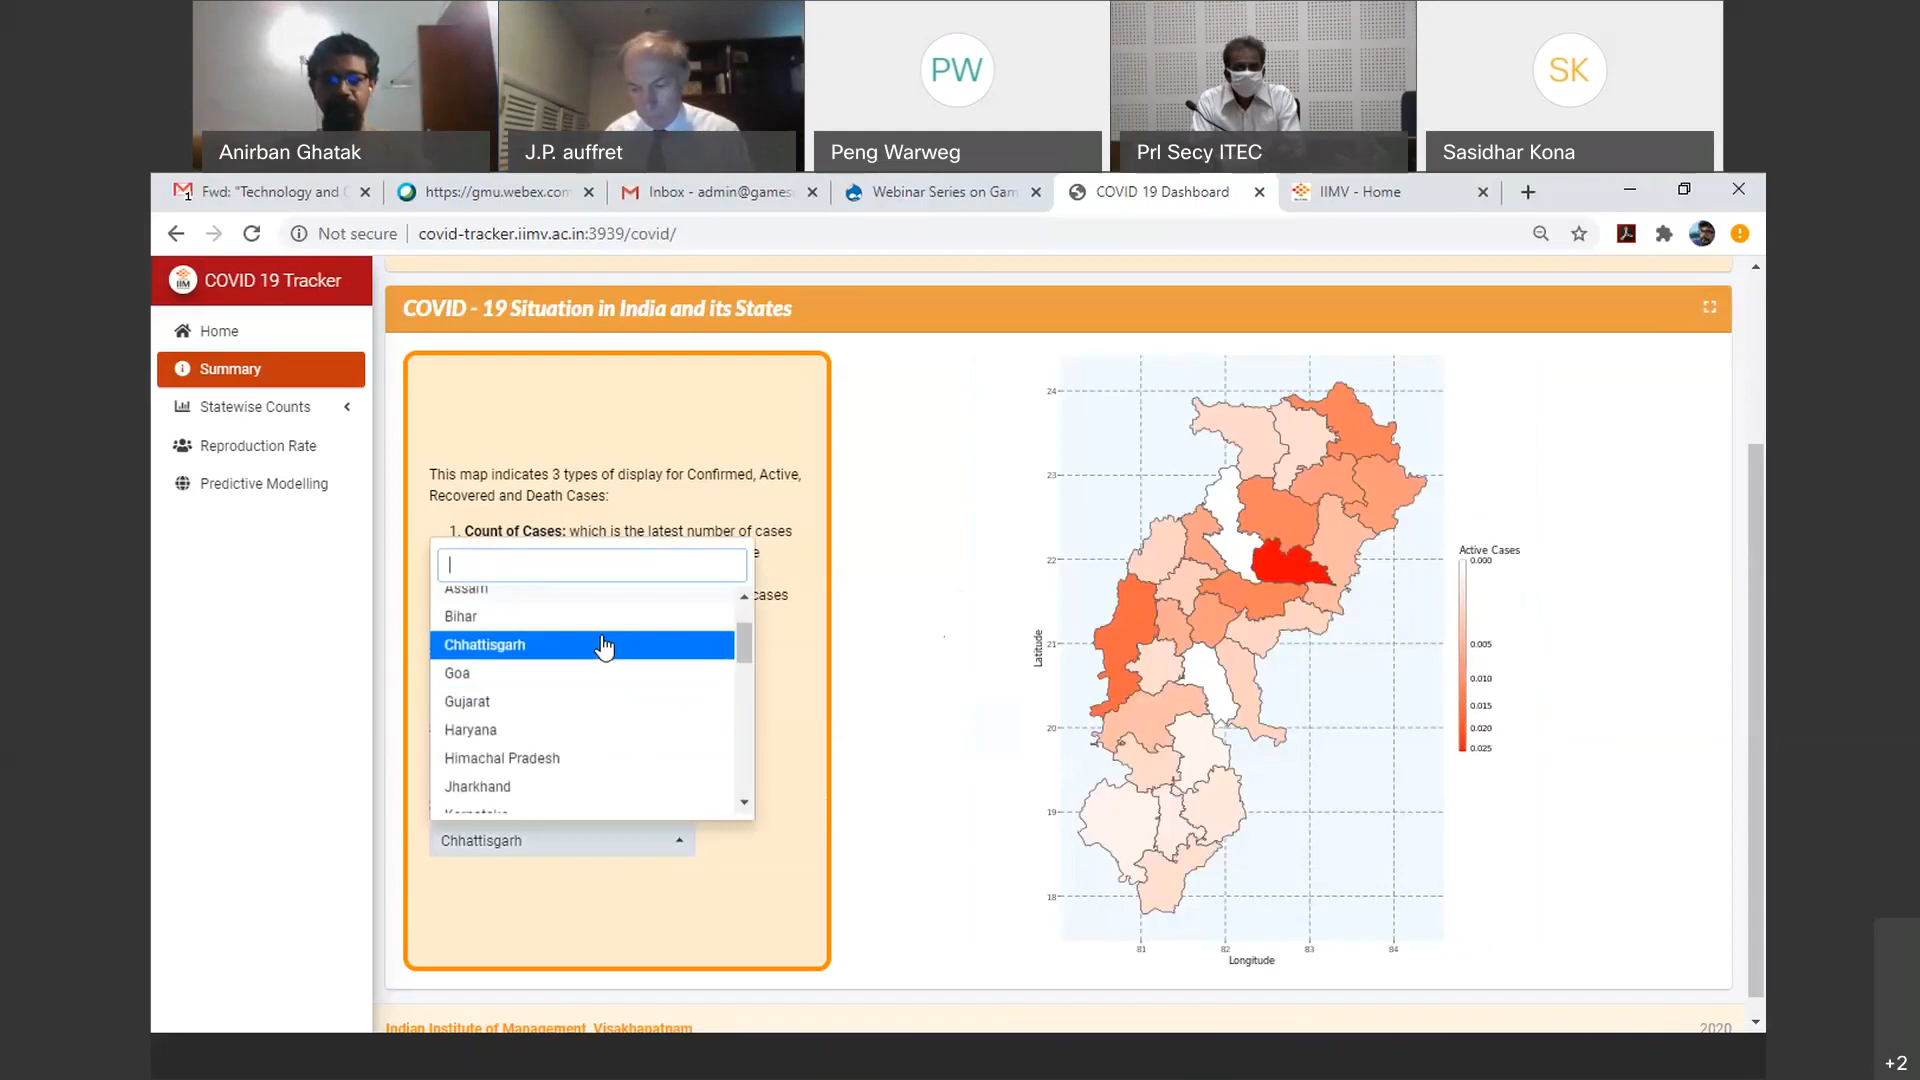 PW
SK
Anirban Ghatak
J.P. auffret
Peng Warweg
Prl Secy ITEC
Sasidhar Kona
1
Fwd: "Technology and
https://gmu.webex.com
Inbox - admin@games
Webinar Series on Gam
COVID 19 Dashboard
IIMV - Home
Not secure
covid-tracker.iimv.ac.in:3939/covid/
IIM
COVID 19 Tracker
Home
Summary
Statewise Counts
Reproduction Rate
Predictive Modelling
COVID - 19 Situation in India and its States
This map indicates 3 types of display for Confirmed, Active,
Recovered and Death Cases:
1. Count of Cases: which is the latest number of cases
e
cases
Assam
Bihar
Chhattisgarh
Goa
Gujarat
Haryana
Himachal Pradesh
Jharkhand
Karnataka
Chhattisgarh
24
23
22
21
20
19
18
Latitude
81
82
83
84
Longitude
Active Cases
0.000
0.005
0.010
0.015
0.020
0.025
Indian Institute of Management, Visakhapatnam
2020
+2